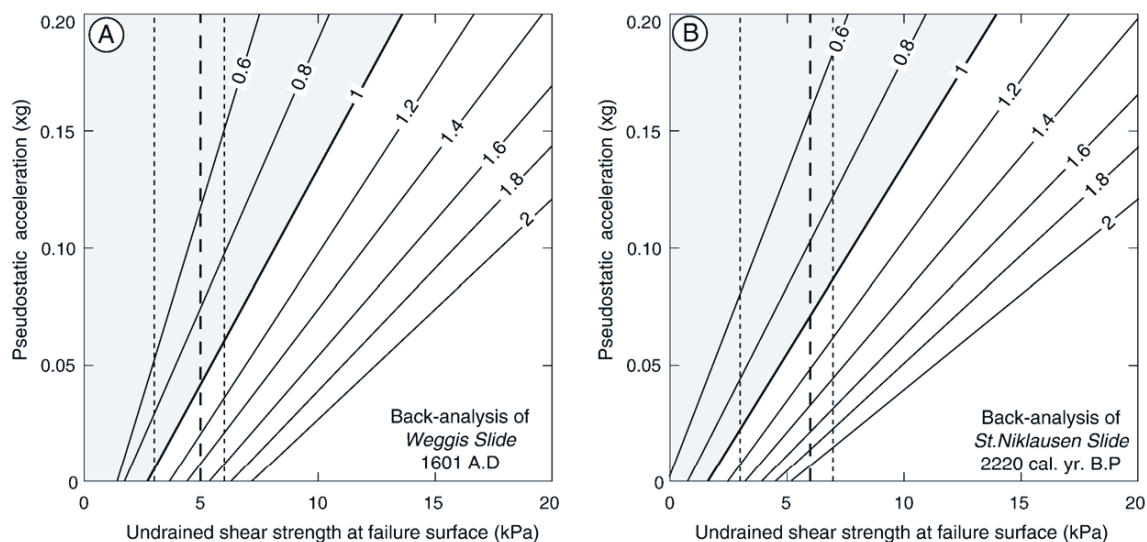 A
0.20
0.15
0.10
0.05
0
Pseudostatic acceleration (xg)
0.6
0.8
1
1.2
1.4
1.6
1.8
2
Back-analysis of
Weggis Slide
1601 A.D
0 5 10 15 20
Undrained shear strength at failure surface (kPa)
B
0.20
0.15
0.10
0.05
0
Pseudostatic acceleration (xg)
0.6
0.8
1
1.2
1.4
1.6
1.8
2
Back-analysis of
St.Niklausen Slide
2220 cal. yr. B.P
0 5 10 15 20
Undrained shear strength at failure surface (kPa)